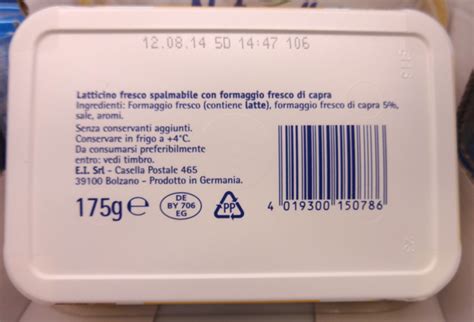 12.08.14 5D 14:47 106
Latticino fresco spalmabile con formaggio fresco di capra
Ingredienti: Formaggio fresco (contiene latte), formaggio fresco di capra 5%,
sale, aromi.
Senza conservanti aggiunti.
Conservare in frigo a +4°C.
Da consumarsi preferibilmente
entro: vedi timbro.
E.I. Srl - Casella Postale 465
39100 Bolzano - Prodotto in Germania.
175g e
DE
BY 706
EG
PP
4 019300 150786